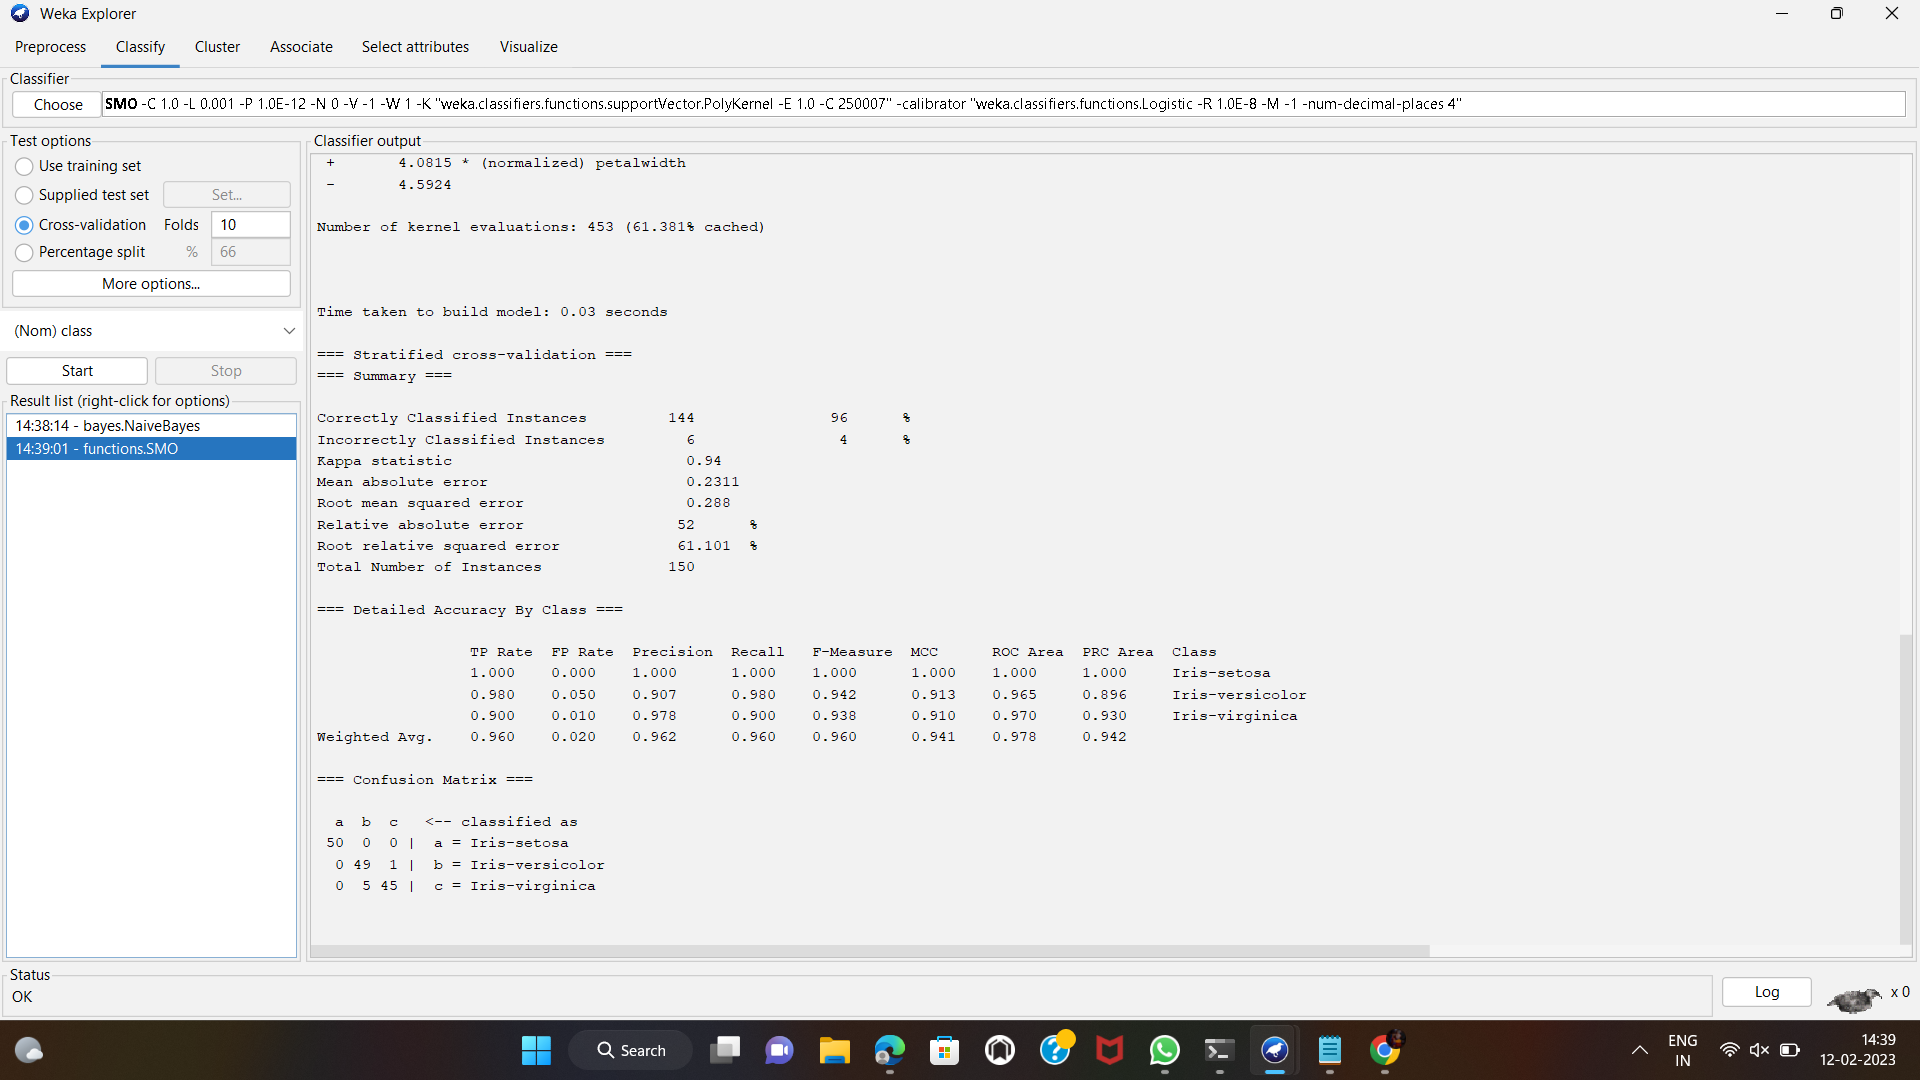 Weka Explorer
Preprocess Classify Cluster Associate Select attributes Visualize
Classifier
Choose SMO -C 1.0 -L 0.001 -P 1.0E-12 -N 0 -V -1 -W 1 -K "weka.classifiers.functions.supportVector.PolyKernel -E 1.0 -C 250007" -calibrator "weka.classifiers.functions.Logistic -R 1.0E-8 -M -1 -num-decimal-places 4"
Test options
Use training set
Supplied test set Set...
Cross-validation Folds 10
Percentage split % 66
More options...
(Nom) class
Start Stop
Result list (right-click for options)
14:38:14 - bayes.NaiveBayes
14:39:01 - functions.SMO
Classifier output
+ 4.0815 * (normalized) petalwidth
- 4.5924
Number of kernel evaluations: 453 (61.381% cached)
Time taken to build model: 0.03 seconds
=== Stratified cross-validation ===
=== Summary ===
Correctly Classified Instances 144 96 %
Incorrectly Classified Instances 6 4 %
Kappa statistic 0.94
Mean absolute error 0.2311
Root mean squared error 0.288
Relative absolute error 52 %
Root relative squared error 61.101 %
Total Number of Instances 150
=== Detailed Accuracy By Class ===
TP Rate FP Rate Precision Recall F-Measure MCC ROC Area PRC Area Class
1.000 0.000 1.000 1.000 1.000 1.000 1.000 1.000 Iris-setosa
0.980 0.050 0.907 0.980 0.942 0.913 0.965 0.896 Iris-versicolor
0.900 0.010 0.978 0.900 0.938 0.910 0.970 0.930 Iris-virginica
Weighted Avg. 0.960 0.020 0.962 0.960 0.960 0.941 0.978 0.942
=== Confusion Matrix ===
a b c <-- classified as
50 0 0 | a = Iris-setosa
0 49 1 | b = Iris-versicolor
0 5 45 | c = Iris-virginica
Status
OK
Log x 0
Search
ENG
IN
14:39
12-02-2023